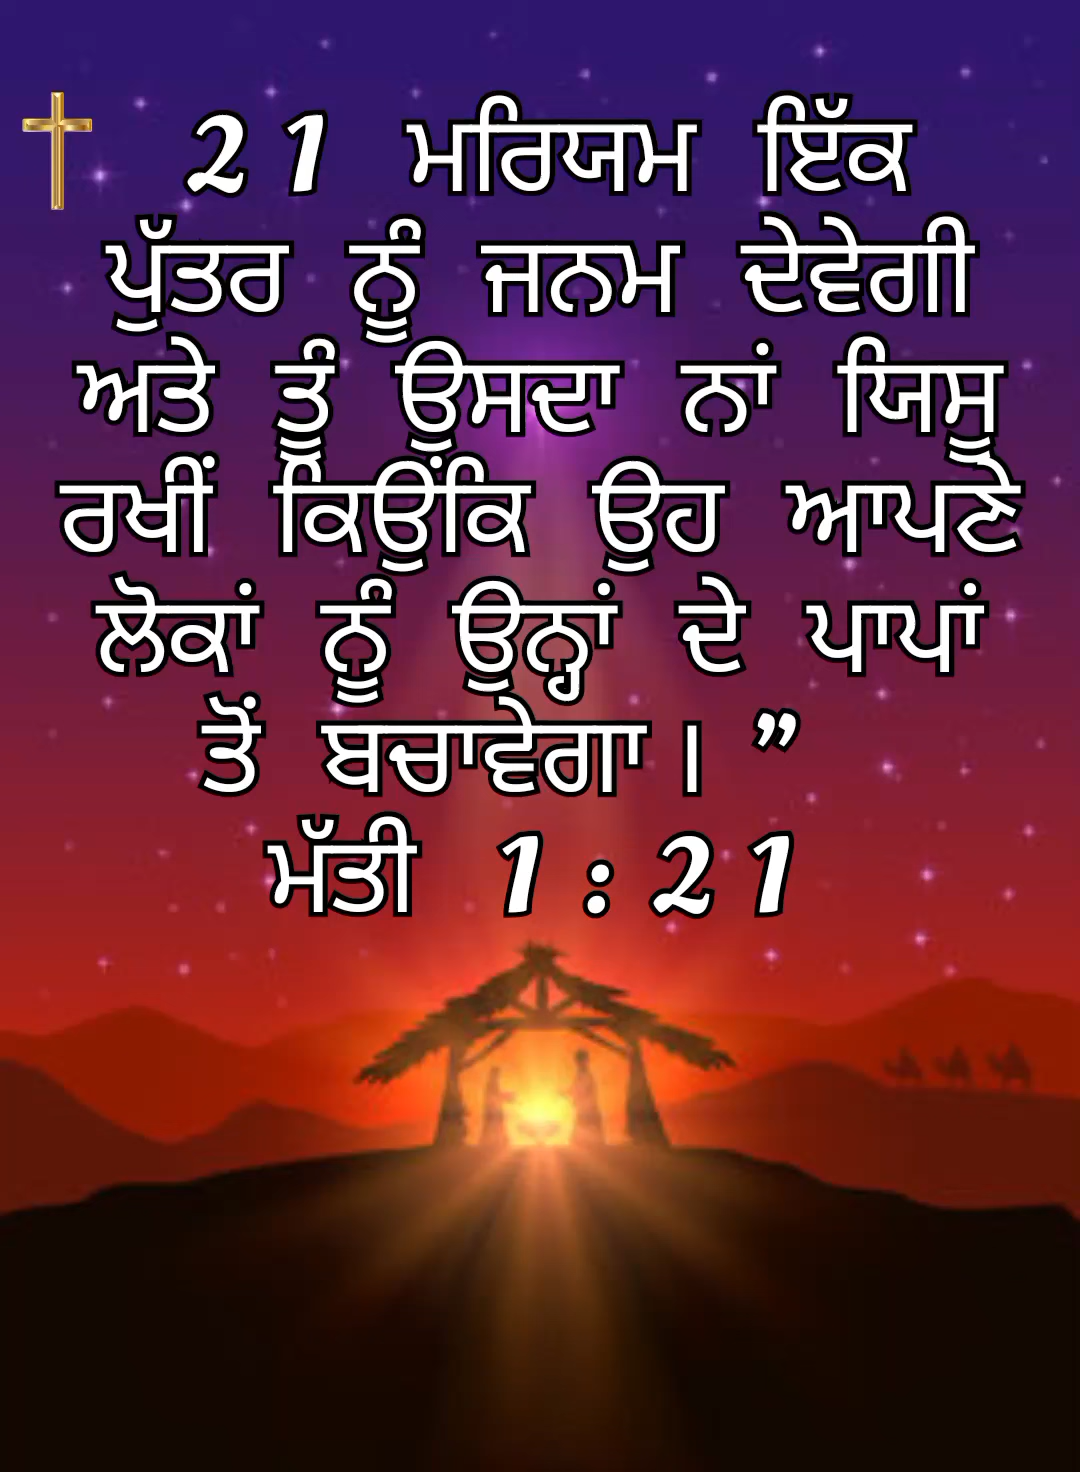 21 ਮਰਿਯਮ ਇੱਕ
ਪੁੱਤਰ ਨੂੰ ਜਨਮ ਦੇਵੇਗੀ
ਅਤੇ ਤੂੰ ਉਸਦਾ ਨਾਂ ਯਿਸੂ
ਰਖੀਂ ਕਿਉਂਕਿ ਉਹ ਆਪਣੇ
ਲੋਕਾਂ ਨੂੰ ਉਨ੍ਹਾਂ ਦੇ ਪਾਪਾਂ
ਤੋਂ ਬਚਾਵੇਗਾ। ”
ਮੱਤੀ 1:21